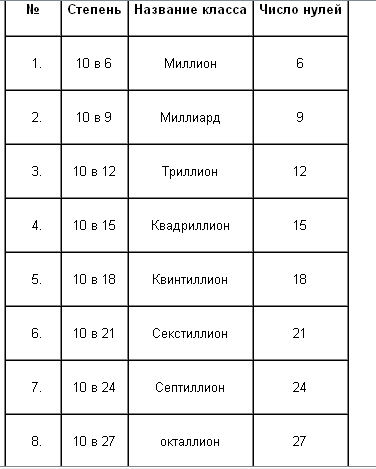 № Степень Название класса Число нулей
1. 10 в 6 Миллион 6
2. 10 в 9 Миллиард 9
3. 10 в 12 Триллион 12
4. 10 в 15 Квадриллион 15
5. 10 в 18 Квинтиллион 18
6. 10 в 21 Секстиллион 21
7. 10 в 24 Септиллион 24
8. 10 в 27 окталлион 27